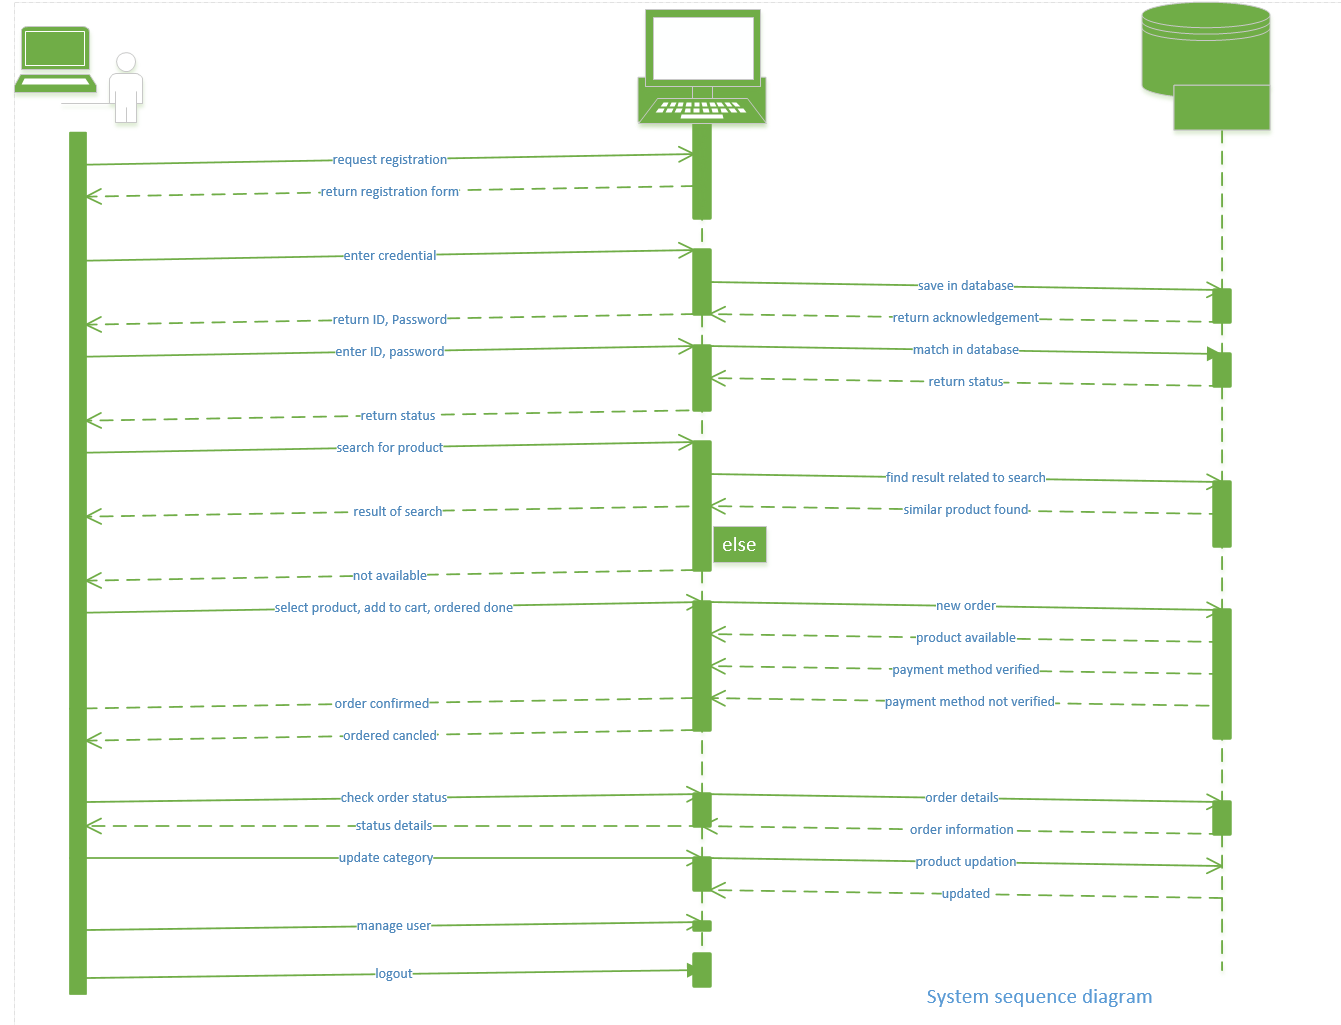 request registration
return registration form
enter credential
save in database
return ID, Password
return acknowledgement
enter ID, password
match in database
return status
return status
search for product
find result related to search
result of search
similar product found
else
not available
select product, add to cart, ordered done
new order
product available
payment method verified
order confirmed
payment method not verified
ordered cancled
check order status
order details
status details
order information
update category
product updation
updated
manage user
logout
System sequence diagram